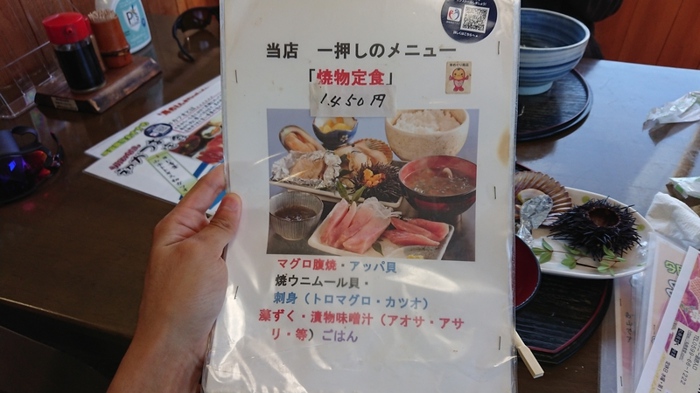 当店 一押しのメニュー
「焼物定食」
1,450円
マグロ腹焼・アッパ貝
焼ウニムール貝・
刺身（トロマグロ・カツオ）
藻ずく・漬物味噌汁（アオサ・アサ
リ・等）ごはん